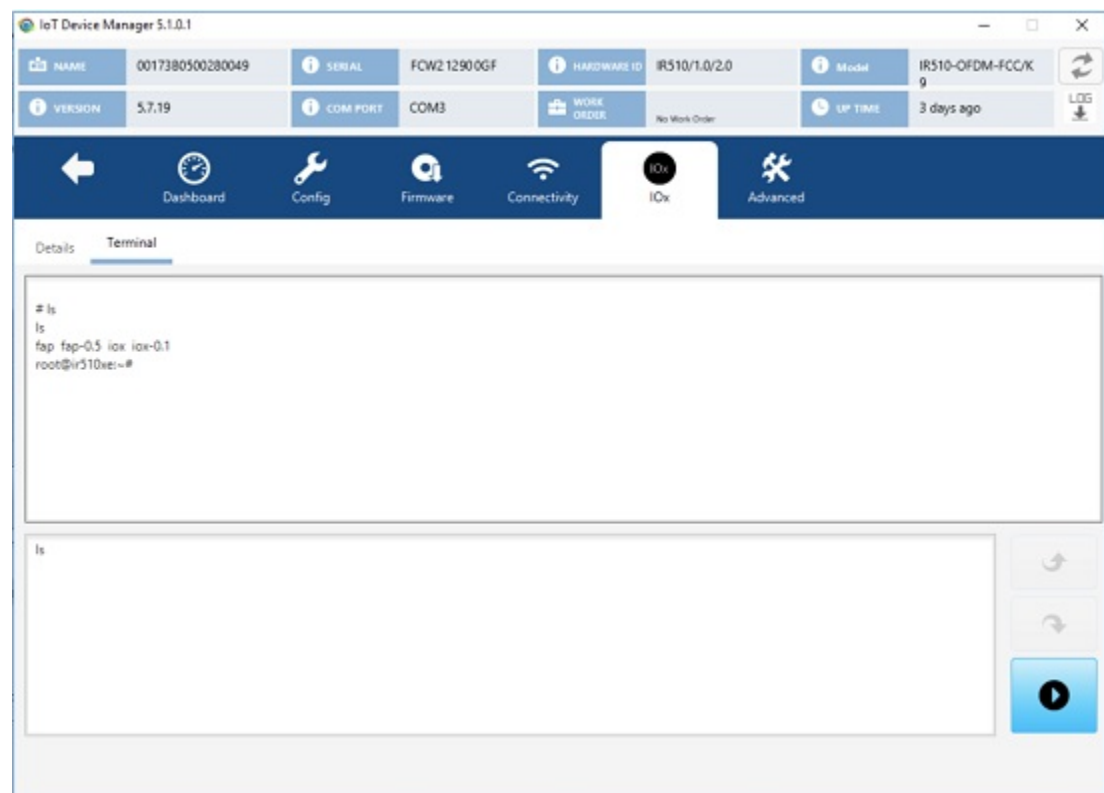 IoT Device Manager 5.1.0.1
NAME 0017380500280049 SERIAL FCW212900GF HARDWARE ID IR510/1.0/2.0 Model IR510-OFDM-FCC/K
9
VERSION 5.7.19 COM PORT COM3 WORK ORDER No Work Order UP TIME 3 days ago LOG
Dashboard Config Firmware Connectivity IOx IOx Advanced
Details Terminal
# ls
ls
fap fap-0.5 iox iox-0.1
root@ir510xe:~#
ls